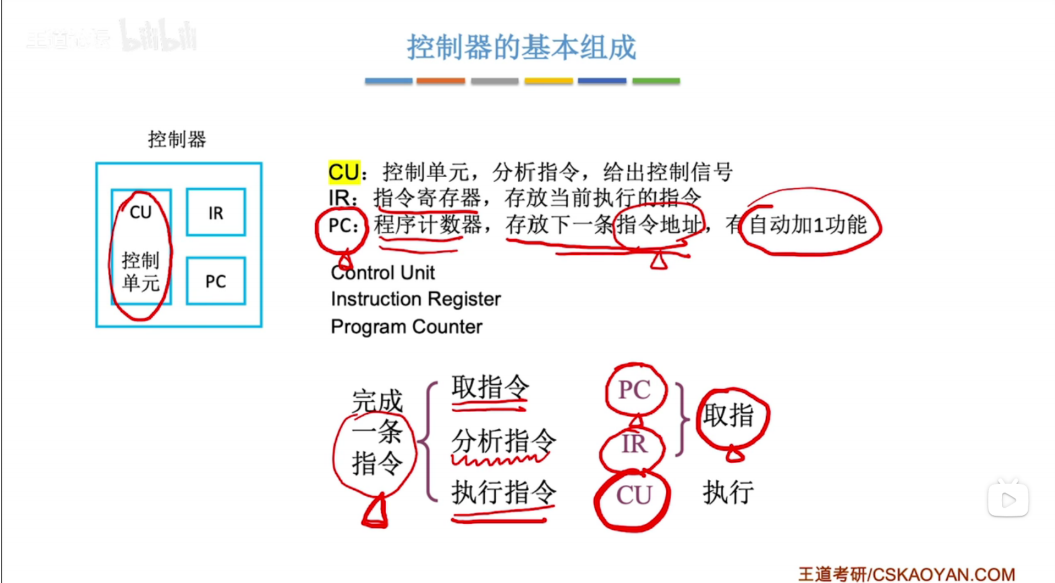 bilibili
控制器的基本组成
控制器
CU
控制
单元
IR
PC
CU：控制单元，分析指令，给出控制信号
IR：指令寄存器，存放当前执行的指令
PC：程序计数器，存放下一条指令地址，有自动加1功能
Control Unit
Instruction Register
Program Counter
完成
一条
指令
取指令
分析指令
执行指令
PC
IR
CU
取指
执行
王道考研/CSKAOYAN.COM